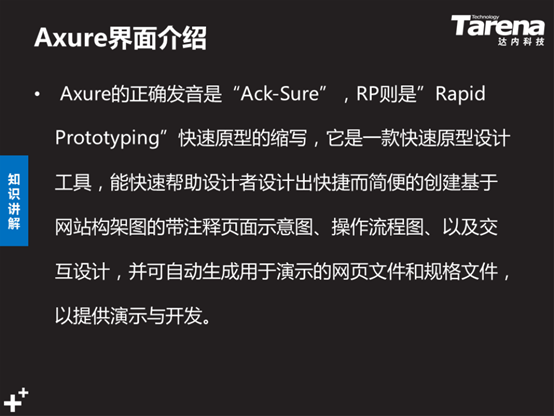 Axure界面介绍
Technology
Tarena
达内科技
• Axure的正确发音是“Ack-Sure”，RP则是”Rapid
Prototyping”快速原型的缩写，它是一款快速原型设计
工具，能快速帮助设计者设计出快捷而简便的创建基于
网站构架图的带注释页面示意图、操作流程图、以及交
互设计，并可自动生成用于演示的网页文件和规格文件，
以提供演示与开发。
知识讲解